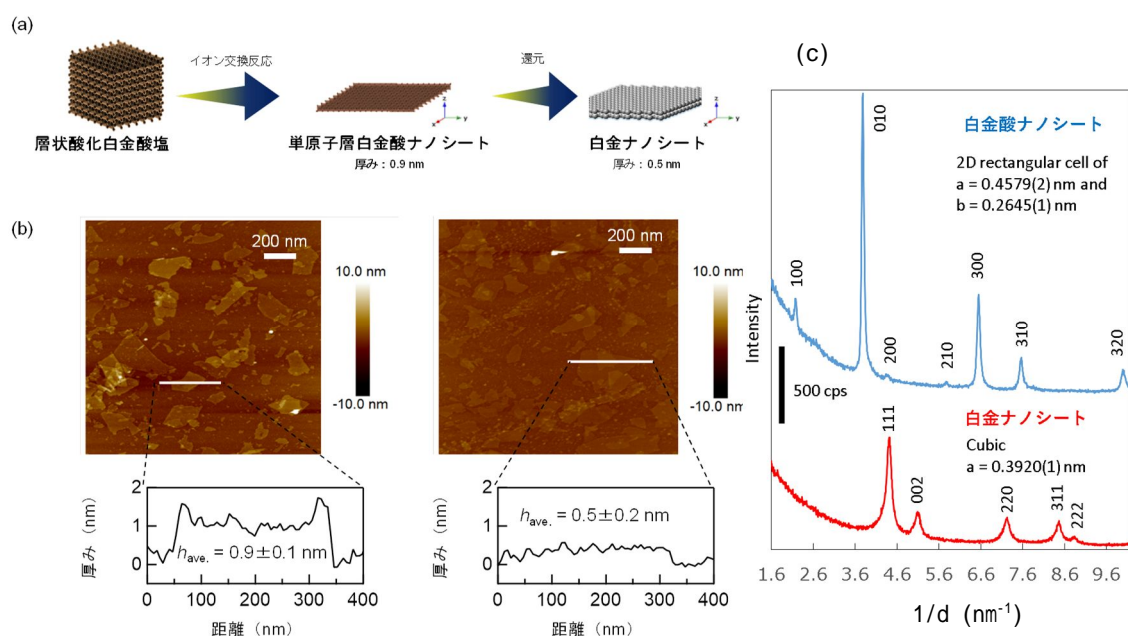 (a)
イオン交換反応
還元
層状酸化白金酸塩
単原子層白金酸ナノシート
厚み：0.9 nm
白金ナノシート
厚み：0.5 nm
z
y
x
z
y
x
(b)
200 nm
10.0 nm
-10.0 nm
200 nm
10.0 nm
-10.0 nm
厚み（nm）
2
1
0
have. = 0.9±0.1 nm
0 100 200 300 400
距離（nm）
厚み（nm）
2
1
0
have. = 0.5±0.2 nm
0 100 200 300 400
距離（nm）
(c)
白金酸ナノシート
2D rectangular cell of
a = 0.4579(2) nm and
b = 0.2645(1) nm
100
010
200
210
300
310
320
Intensity
500 cps
白金ナノシート
Cubic
a = 0.3920(1) nm
111
002
220
311
222
1.6 2.6 3.6 4.6 5.6 6.6 7.6 8.6 9.6
1/d (nm⁻¹)